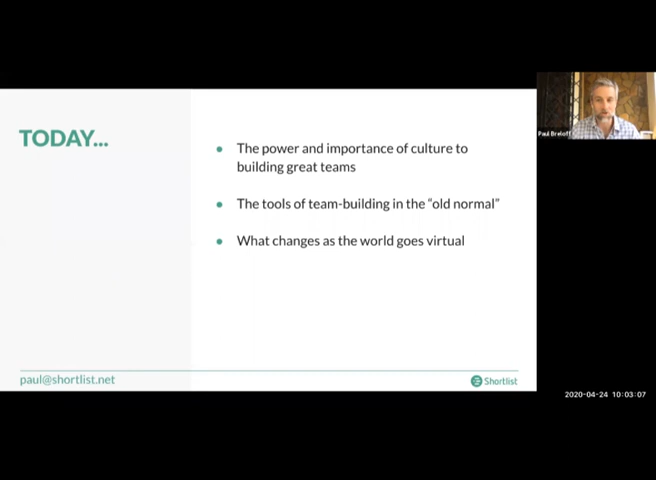 TODAY...
The power and importance of culture to
building great teams
The tools of team-building in the “old normal”
What changes as the world goes virtual
paul@shortlist.net
Shortlist
Paul Breloff
2020-04-24 10:03:07